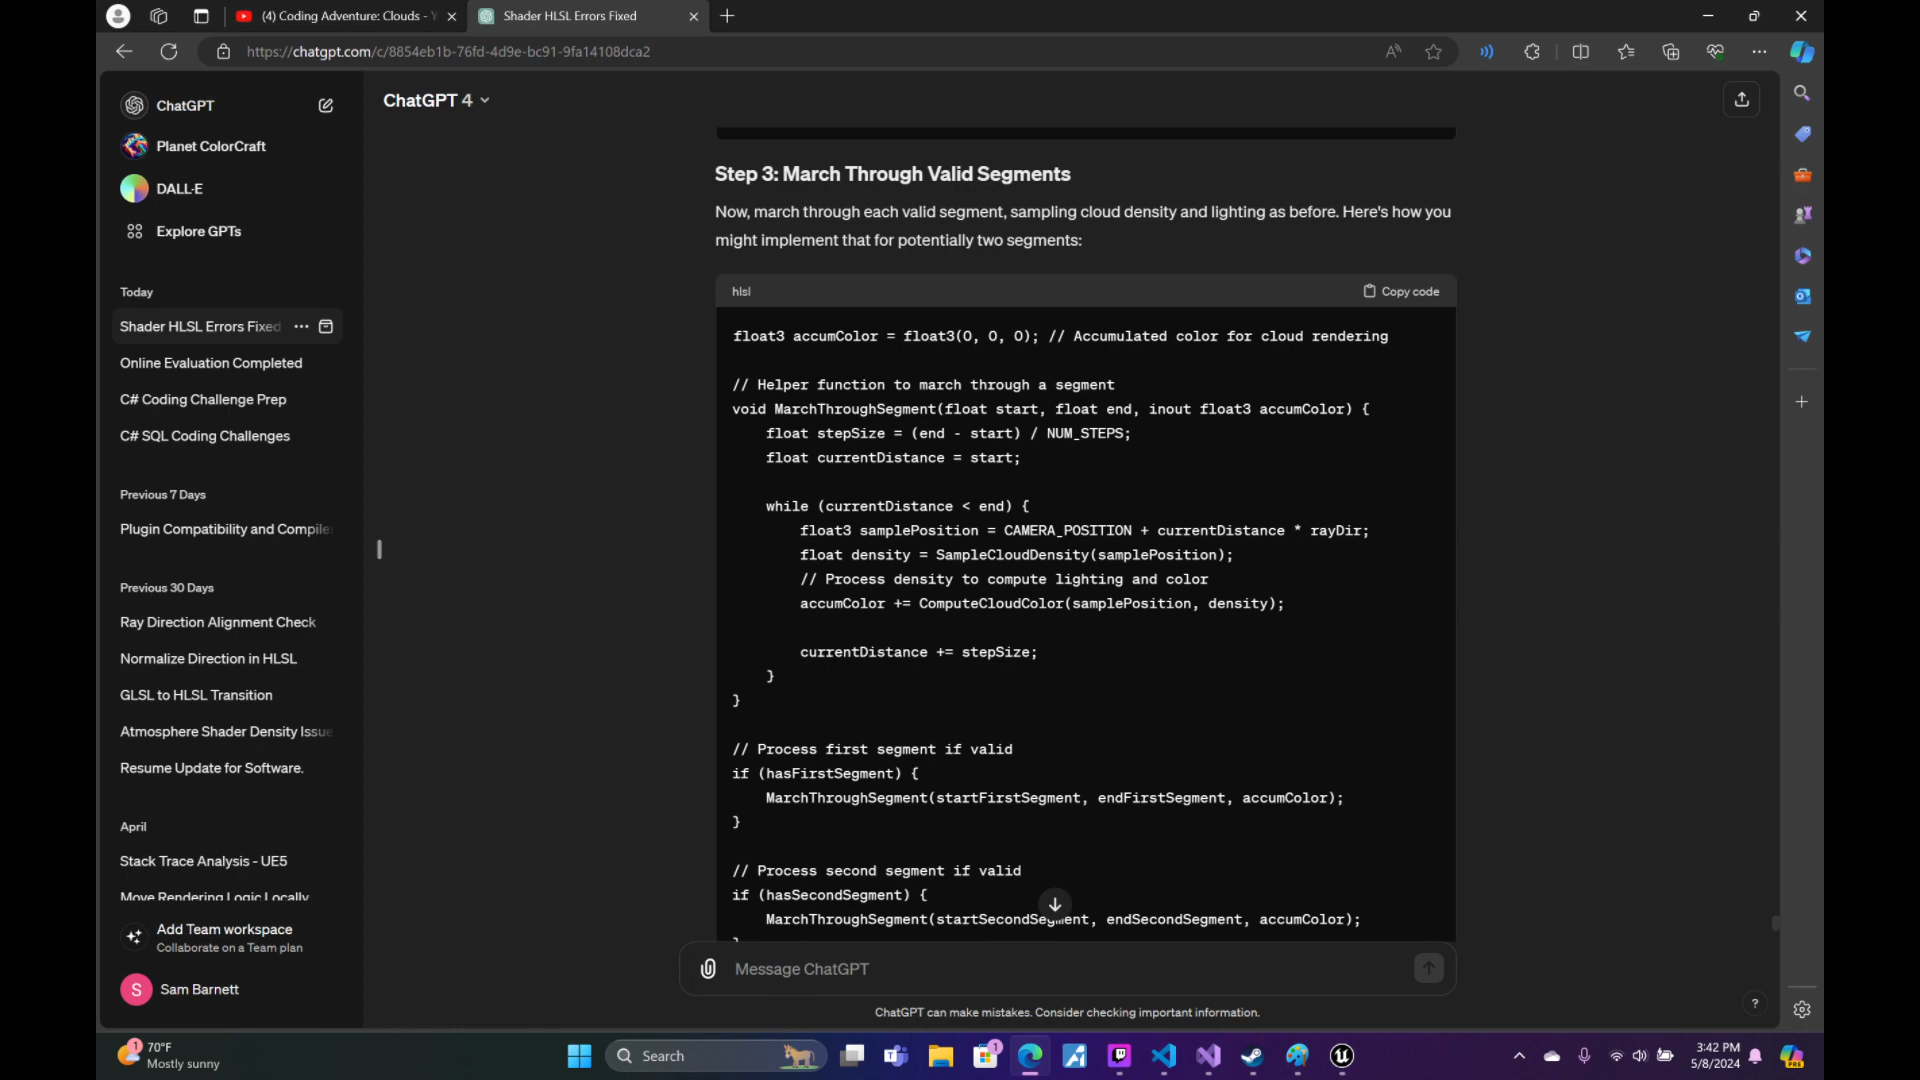 (4) Coding Adventure: Clouds - Y
Shader HLSL Errors Fixed
https://chatgpt.com/c/8854eb1b-76fd-4d9e-bc91-9fa14108dca2
ChatGPT
Planet ColorCraft
DALL·E
Explore GPTs
Today
Shader HLSL Errors Fixed
Online Evaluation Completed
C# Coding Challenge Prep
C# SQL Coding Challenges
Previous 7 Days
Plugin Compatibility and Compile
Previous 30 Days
Ray Direction Alignment Check
Normalize Direction in HLSL
GLSL to HLSL Transition
Atmosphere Shader Density Issue
Resume Update for Software.
April
Stack Trace Analysis - UE5
Move Rendering Logic Locally
Add Team workspace
Collaborate on a Team plan
S
Sam Barnett
ChatGPT 4
Step 3: March Through Valid Segments
Now, march through each valid segment, sampling cloud density and lighting as before. Here's how you
might implement that for potentially two segments:
hlsl
Copy code
float3 accumColor = float3(0, 0, 0); // Accumulated color for cloud rendering
// Helper function to march through a segment
void MarchThroughSegment(float start, float end, inout float3 accumColor) {
float stepSize = (end - start) / NUM_STEPS;
float currentDistance = start;
while (currentDistance < end) {
float3 samplePosition = CAMERA_POSITION + currentDistance * rayDir;
float density = SampleCloudDensity(samplePosition);
// Process density to compute lighting and color
accumColor += ComputeCloudColor(samplePosition, density);
currentDistance += stepSize;
}
}
// Process first segment if valid
if (hasFirstSegment) {
MarchThroughSegment(startFirstSegment, endFirstSegment, accumColor);
}
// Process second segment if valid
if (hasSecondSegment) {
MarchThroughSegment(startSecondSegment, endSecondSegment, accumColor);
Message ChatGPT
ChatGPT can make mistakes. Consider checking important information.
?
1
70°F
Mostly sunny
Search
1
3:42 PM
5/8/2024
PRE